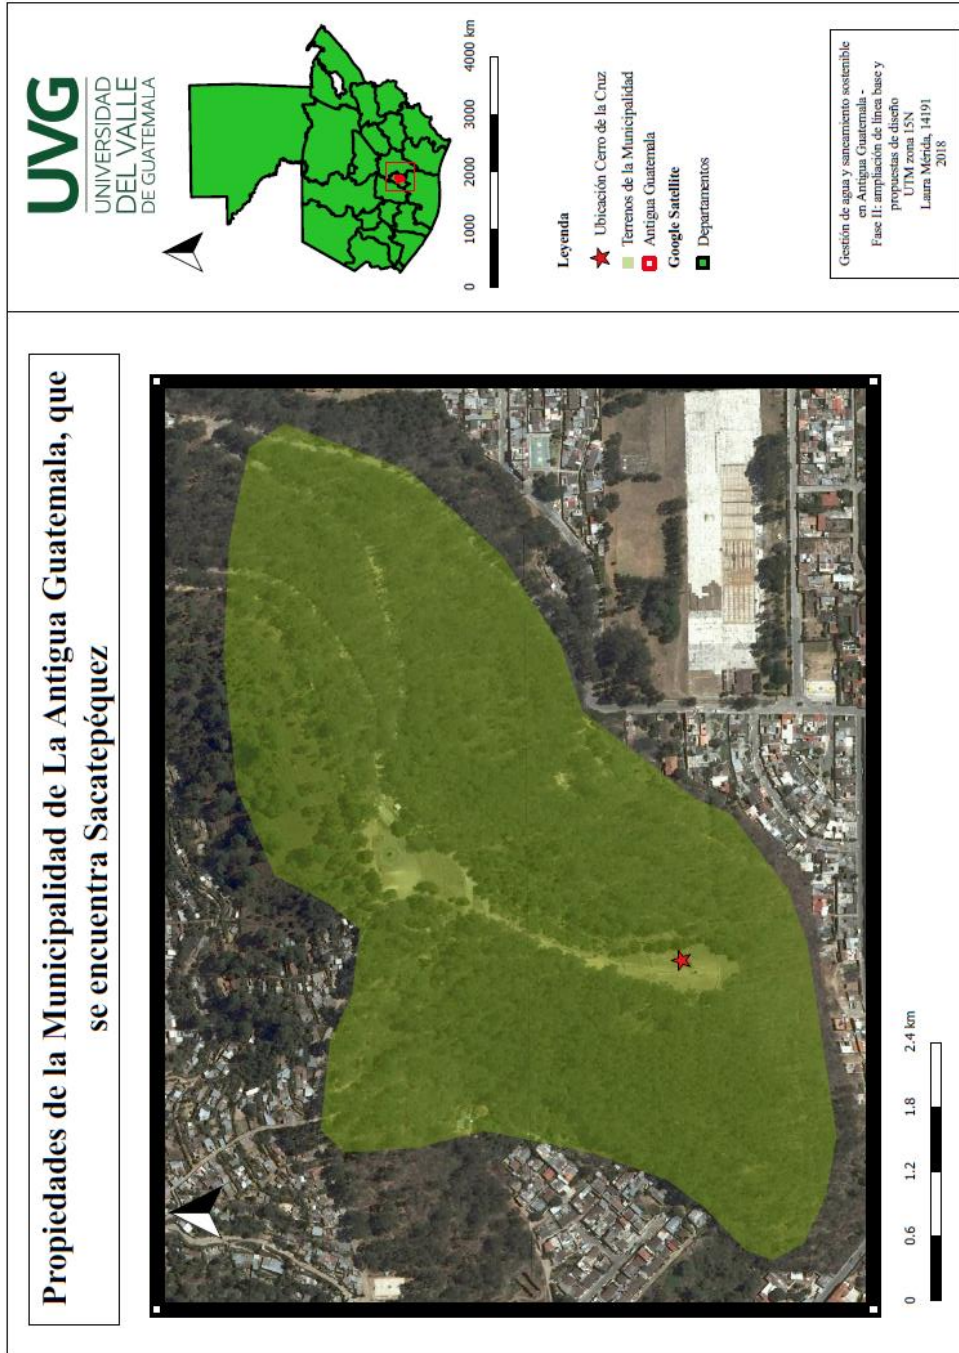 Propiedades de la Municipalidad de La Antigua Guatemala, que
se encuentra Sacatepéquez
0 0.6 1.2 1.8 2.4 km
UVG
UNIVERSIDAD
DEL VALLE
DE GUATEMALA
0 1000 2000 3000 4000 km
Leyenda
Ubicación Cerro de la Cruz
Terrenos de la Municipalidad
Antigua Guatemala
Google Satellite
Departamentos
Gestión de agua y saneamiento sostenible
en Antigua Guatemala -
Fase II: ampliación de línea base y
propuestas de diseño
UTM zona 15N
Laura Mérida, 14191
2018